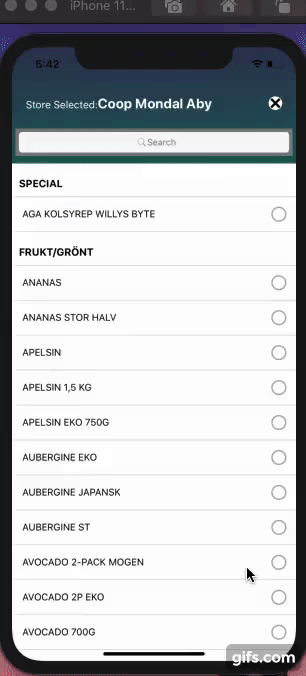 iPhone 11...
5:42
Store Selected:Coop Mondal Aby
Search
SPECIAL
AGA KOLSYREP WILLYS BYTE
FRUKT/GRÖNT
ANANAS
ANANAS STOR HALV
APELSIN
APELSIN 1,5 KG
APELSIN EKO 750G
AUBERGINE EKO
AUBERGINE JAPANSK
AUBERGINE ST
AVOCADO 2-PACK MOGEN
AVOCADO 2P EKO
AVOCADO 700G
gifs.com